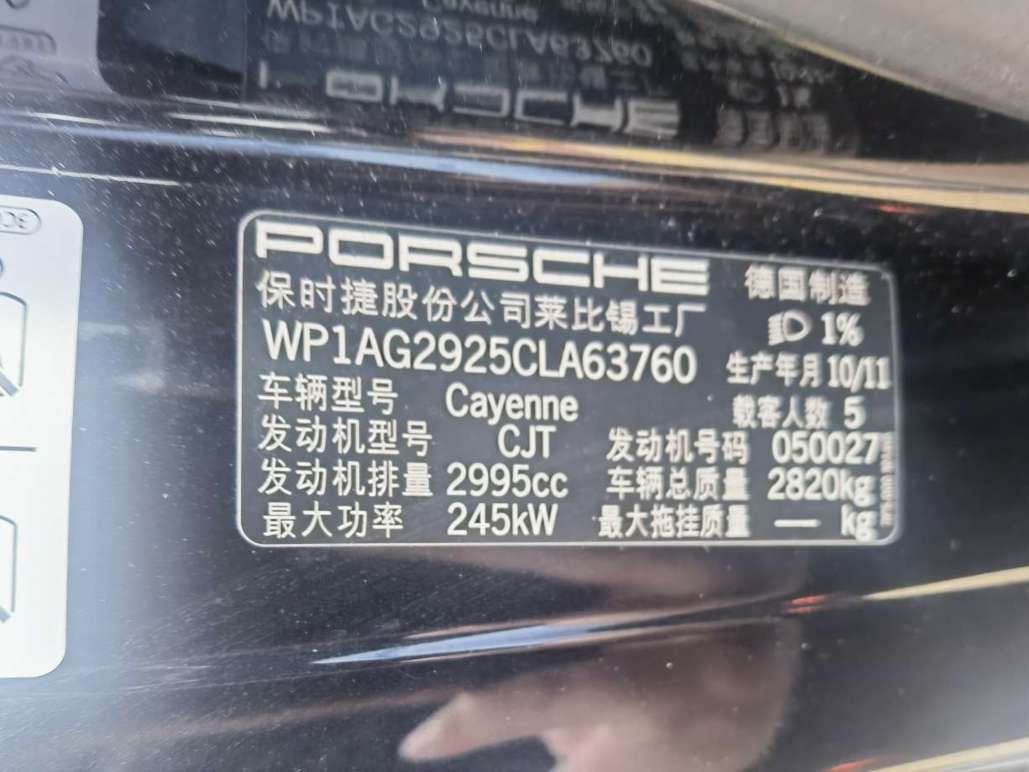 PORSCHE 德国制造
保时捷股份公司莱比锡工厂
1%
WP1AG2925CLA63760
生产年月 10/11
车辆型号 Cayenne 载客人数 5
发动机型号 CJT 发动机号码 050027
发动机排量 2995cc 车辆总质量 2820kg
最大功率 245kW 最大拖挂质量 — kg